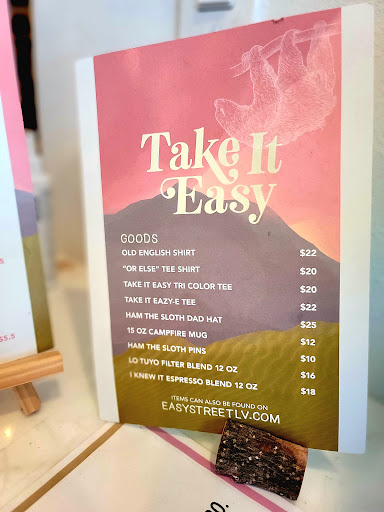 Take It
Easy
GOODS
OLD ENGLISH SHIRT $22
"OR ELSE" TEE SHIRT $20
TAKE IT EASY TRI COLOR TEE $20
TAKE IT EAZY-E TEE $22
HAM THE SLOTH DAD HAT $25
15 OZ CAMPFIRE MUG $12
HAM THE SLOTH PINS $10
LO TUYO FILTER BLEND 12 OZ $16
I KNEW IT ESPRESSO BLEND 12 OZ $18
ITEMS CAN ALSO BE FOUND ON
EASYSTREETLV.COM